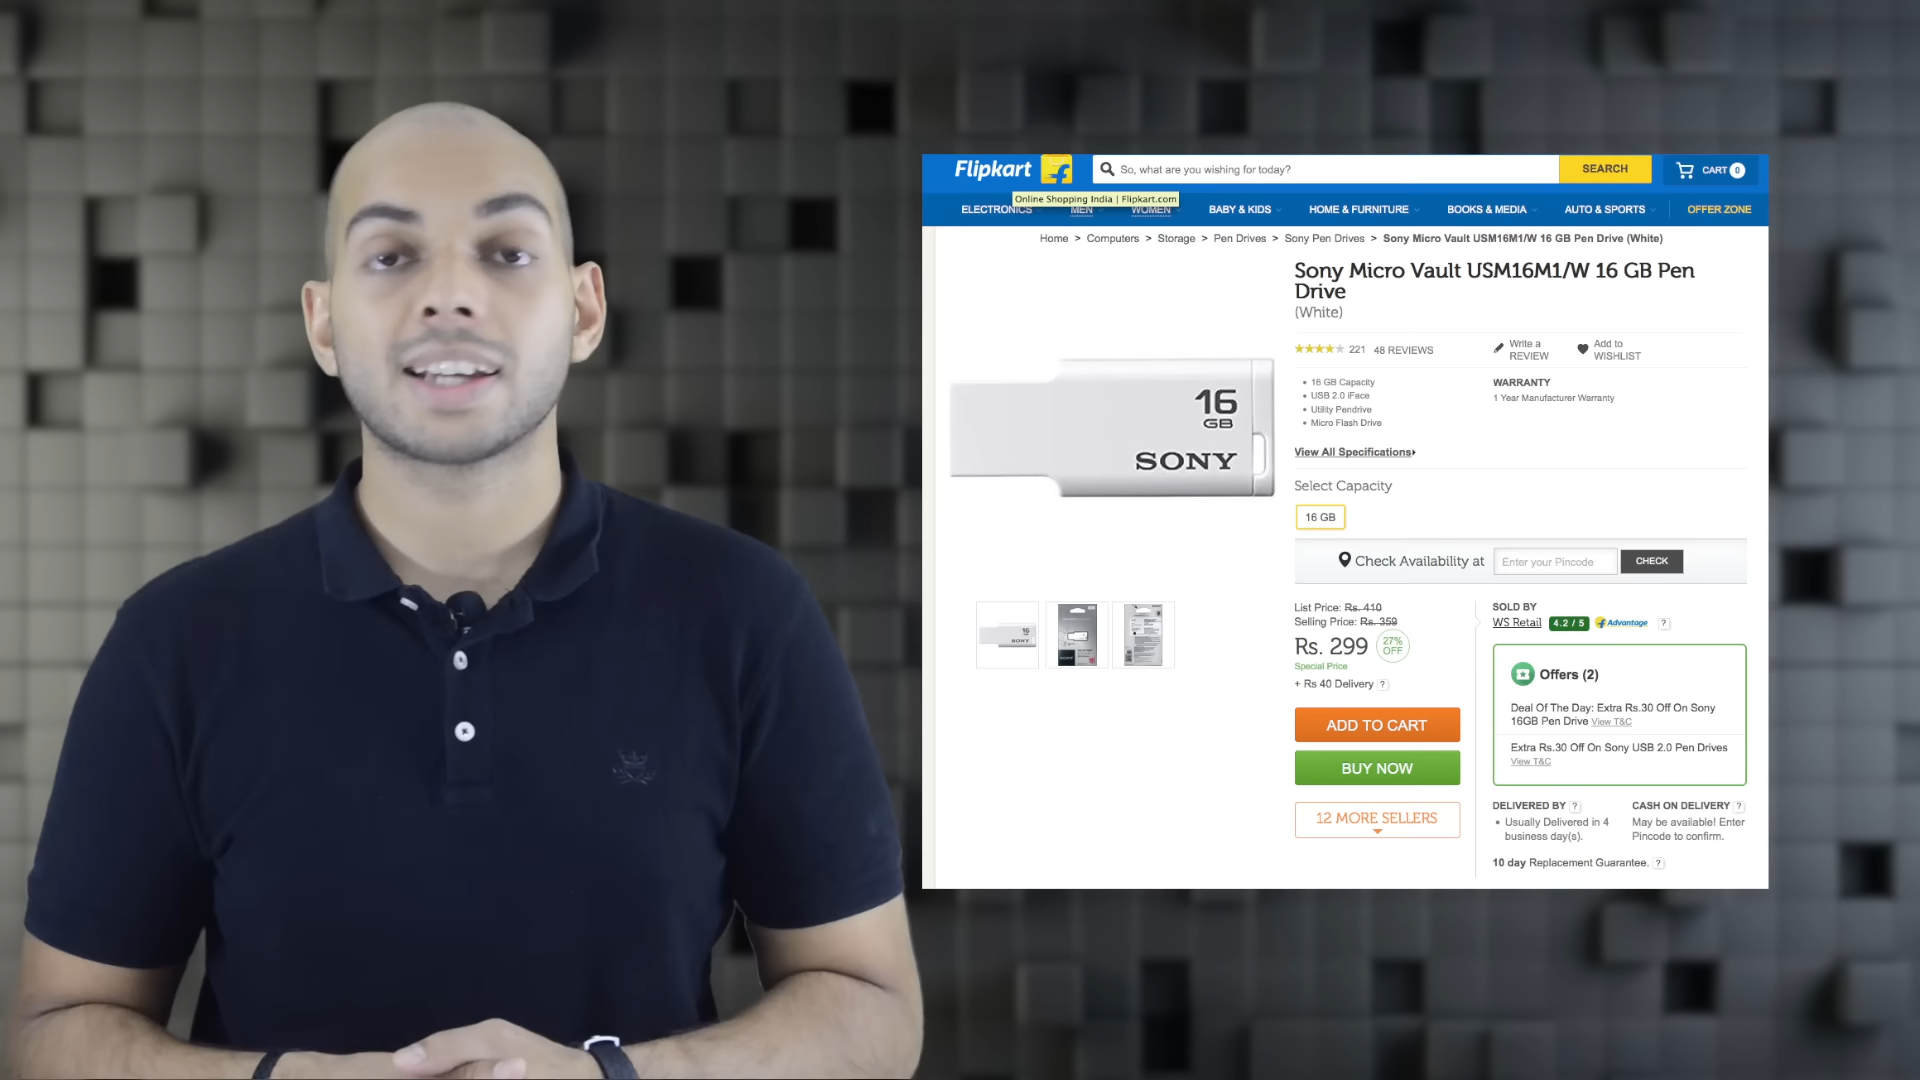 Flipkart
So, what are you wishing for today?
SEARCH
CART 0
Online Shopping India | Flipkart.com
ELECTRONICS MEN WOMEN BABY & KIDS HOME & FURNITURE BOOKS & MEDIA AUTO & SPORTS OFFER ZONE
Home > Computers > Storage > Pen Drives > Sony Pen Drives > Sony Micro Vault USM16M1/W 16 GB Pen Drive (White)
Sony Micro Vault USM16M1/W 16 GB Pen
Drive
(White)
221 48 REVIEWS
Write a
REVIEW
Add to
WISHLIST
• 16 GB Capacity
• USB 2.0 iFace
• Utility Pendrive
• Micro Flash Drive
WARRANTY
1 Year Manufacturer Warranty
View All Specifications
16
GB
SONY
Select Capacity
16 GB
Check Availability at
Enter your Pincode
CHECK
16
SONY
List Price: Rs. 410
Selling Price: Rs. 359
Rs. 299
27%
OFF
Special Price
+ Rs 40 Delivery ?
ADD TO CART
BUY NOW
12 MORE SELLERS
SOLD BY
WS Retail 4.2 / 5 Advantage ?
Offers (2)
Deal Of The Day: Extra Rs.30 Off On Sony
16GB Pen Drive View T&C
Extra Rs.30 Off On Sony USB 2.0 Pen Drives
View T&C
DELIVERED BY ?
• Usually Delivered in 4
business day(s).
CASH ON DELIVERY ?
May be available! Enter
Pincode to confirm.
10 day Replacement Guarantee. ?